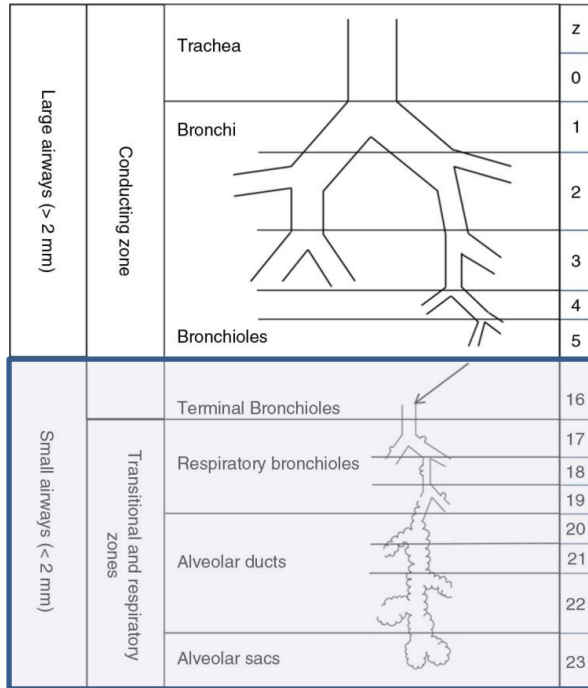 Large airways (> 2 mm)
Conducting zone
Trachea
z
0
Bronchi
1
2
3
4
Bronchioles
5
Small airways (< 2 mm)
Transitional and respiratory
zones
Terminal Bronchioles
16
Respiratory bronchioles
17
18
19
Alveolar ducts
20
21
22
Alveolar sacs
23